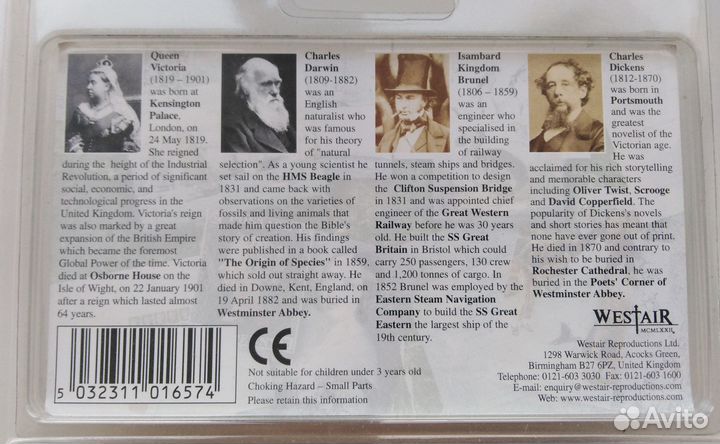 Queen
Victoria
(1819 – 1901)
was born at
Kensington
Palace,
London, on
24 May 1819.
She reigned
during the height of the Industrial
Revolution, a period of significant
social, economic, and
technological progress in the
United Kingdom. Victoria's reign
was also marked by a great
expansion of the British Empire
which became the foremost
Global Power of the time. Victoria
died at Osborne House on the
Isle of Wight, on 22 January 1901
after a reign which lasted almost
64 years.
Charles
Darwin
(1809-1882)
was an
English
naturalist who
was famous
for his theory
of "natural
selection". As a young scientist he
set sail on the HMS Beagle in
1831 and came back with
observations on the varieties of
fossils and living animals that
made him question the Bible's
story of creation. His findings
were published in a book called
"The Origin of Species" in 1859,
which sold out straight away. He
died in Downe, Kent, England, on
19 April 1882 and was buried in
Westminster Abbey.
Isambard
Kingdom
Brunel
(1806 – 1859)
was an
engineer who
specialised in
the building
of railway
tunnels, steam ships and bridges.
He won a competition to design
the Clifton Suspension Bridge
in 1831 and was appointed chief
engineer of the Great Western
Railway before he was 30 years
old. He built the SS Great
Britain in Bristol which could
carry 250 passengers, 130 crew
and 1,200 tonnes of cargo. In
1852 Brunel was employed by the
Eastern Steam Navigation
Company to build the SS Great
Eastern the largest ship of the
19th century.
Charles
Dickens
(1812-1870)
was born in
Portsmouth
and was the
greatest
novelist of the
Victorian age.
He was
acclaimed for his rich storytelling
and memorable characters
including Oliver Twist, Scrooge
and David Copperfield. The
popularity of Dickens's novels
and short stories has meant that
none have ever gone out of print.
He died in 1870 and contrary to
his wish to be buried in
Rochester Cathedral, he was
buried in the Poets' Corner of
Westminster Abbey.
5 032311 016574
CE
Not suitable for children under 3 years old
Choking Hazard – Small Parts
Please retain this information
WESTAIR
MCMLXXII
Westair Reproductions Ltd.
1298 Warwick Road, Acocks Green,
Birmingham B27 6PZ, United Kingdom
Telephone: 0121-603 3030 Fax: 0121-603 1600
E-mail: enquiry@westair-reproductions.com
Web: www.westair-reproductions.com
Avito